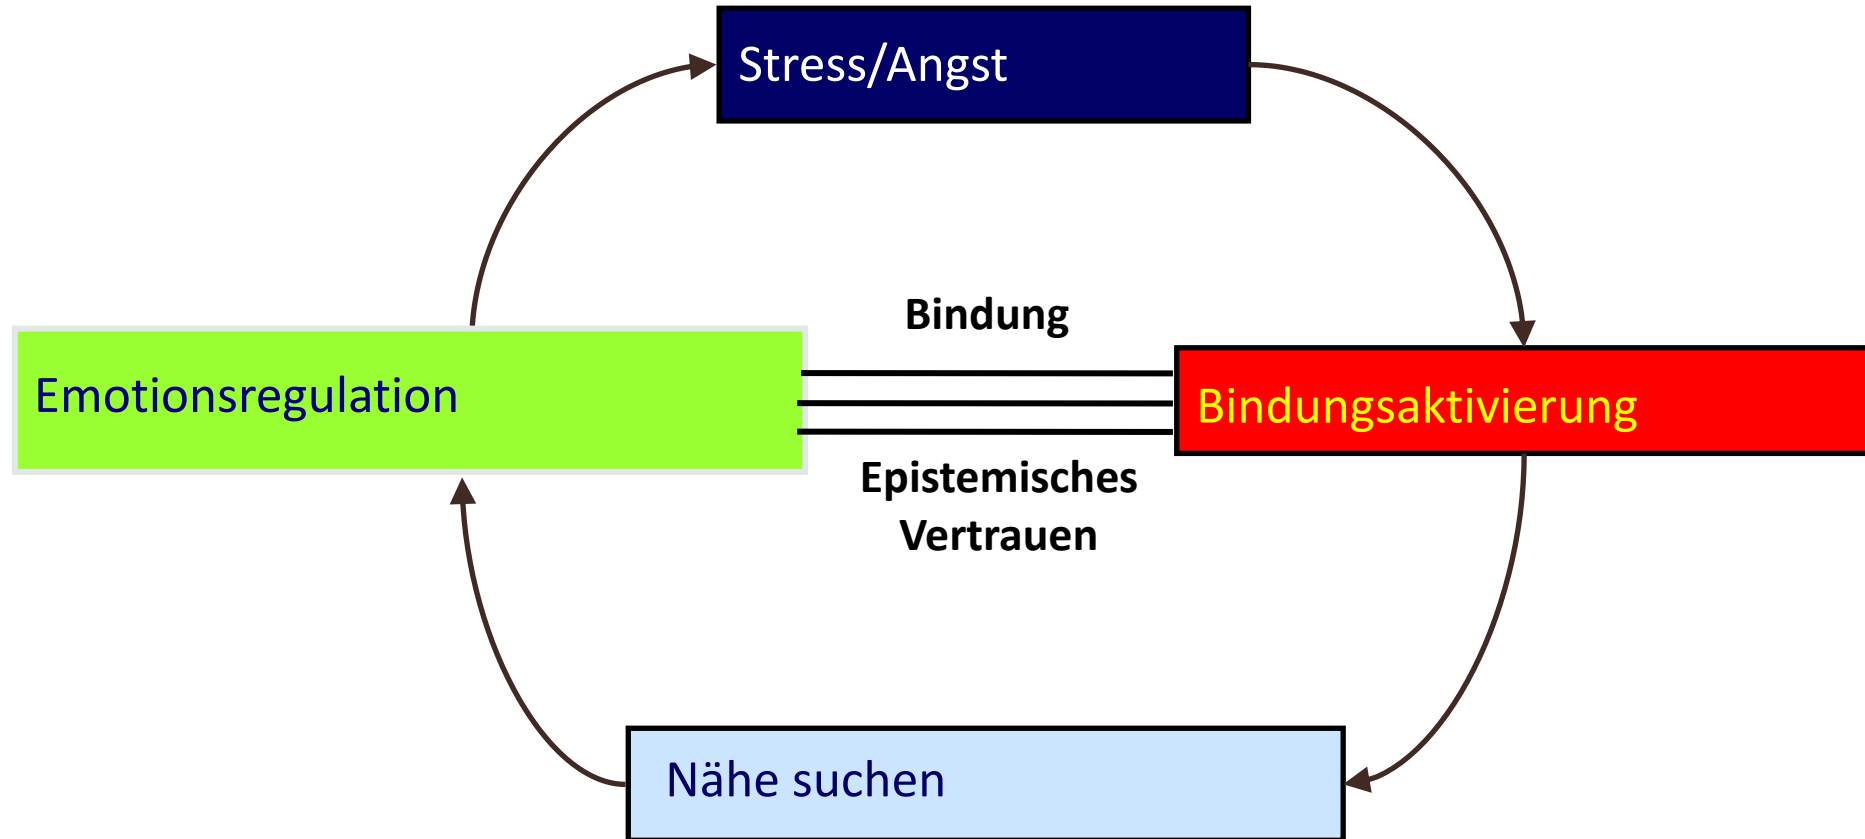 Stress/Angst
Bindung
Emotionsregulation
Bindungsaktivierung
Epistemisches
Vertrauen
Nähe suchen